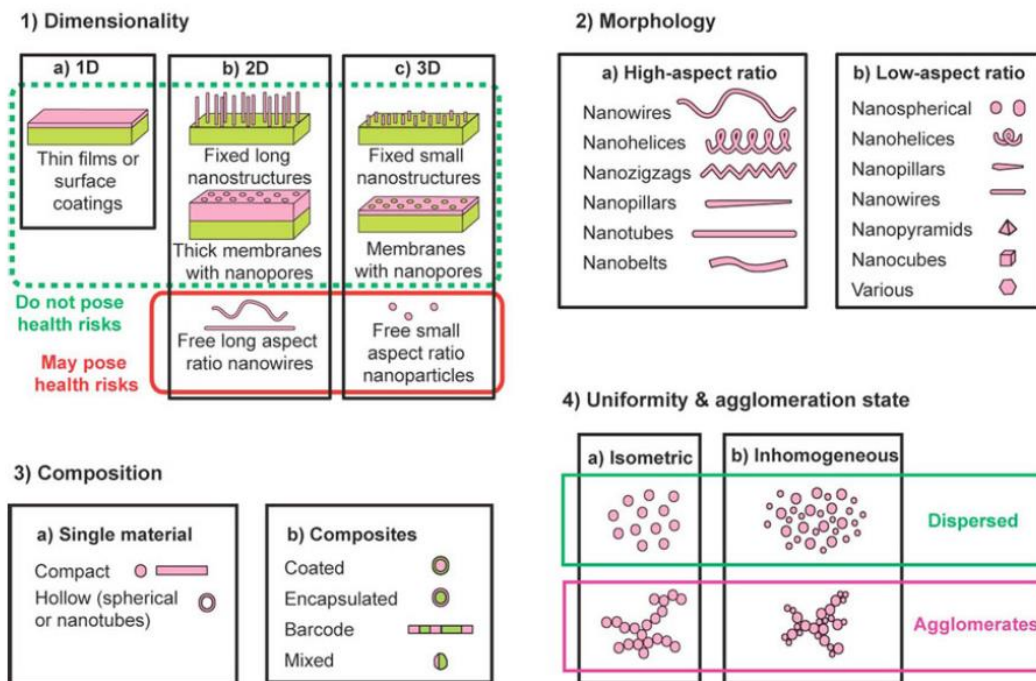 1) Dimensionality
a) 1D
Thin films or
surface
coatings
b) 2D
Fixed long
nanostructures
Thick membranes
with nanopores
Free long aspect
ratio nanowires
c) 3D
Fixed small
nanostructures
Membranes
with nanopores
Free small
aspect ratio
nanoparticles
Do not pose
health risks
May pose
health risks
2) Morphology
a) High-aspect ratio
Nanowires
Nanohelices
Nanozigzags
Nanopillars
Nanotubes
Nanobelts
b) Low-aspect ratio
Nanospherical
Nanohelices
Nanopillars
Nanowires
Nanopyramids
Nanocubes
Various
3) Composition
a) Single material
Compact
Hollow (spherical
or nanotubes)
b) Composites
Coated
Encapsulated
Barcode
Mixed
4) Uniformity & agglomeration state
a) Isometric
b) Inhomogeneous
Dispersed
Agglomerates